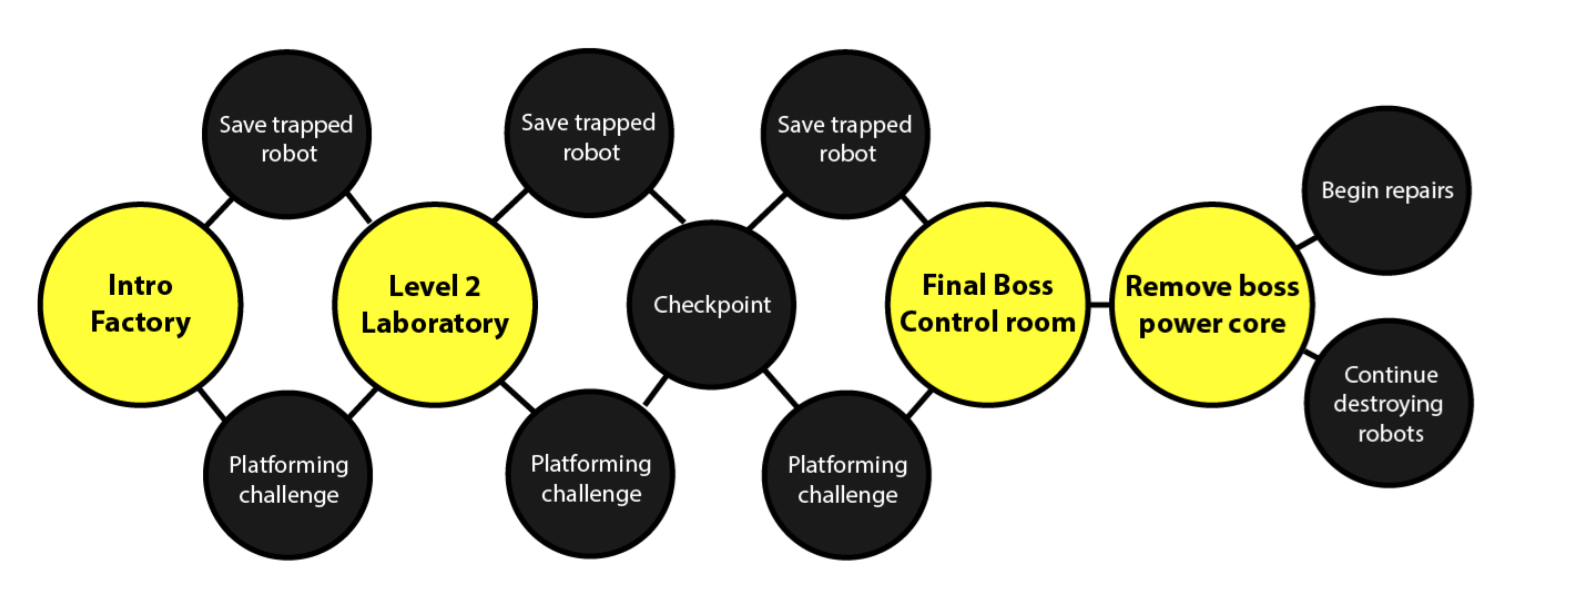 Save trapped
robot
Save trapped
robot
Save trapped
robot
Begin repairs
Intro
Factory
Level 2
Laboratory
Checkpoint
Final Boss
Control room
Remove boss
power core
Continue
destroying
robots
Platforming
challenge
Platforming
challenge
Platforming
challenge